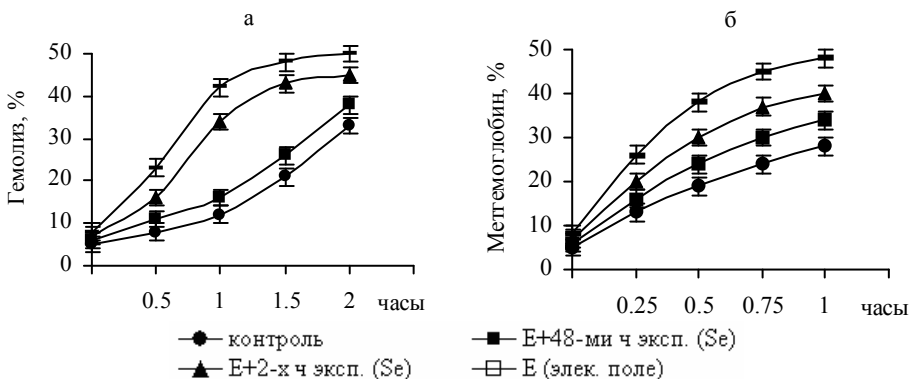 а
Гемолиз, %
50
40
30
20
10
0
0.5 1 1.5 2 часы
б
Метгемоглобин, %
50
40
30
20
10
0
0.25 0.5 0.75 1 часы
контроль
E+48-ми ч эксп. (Se)
E+2-х ч эксп. (Se)
E (элек. поле)